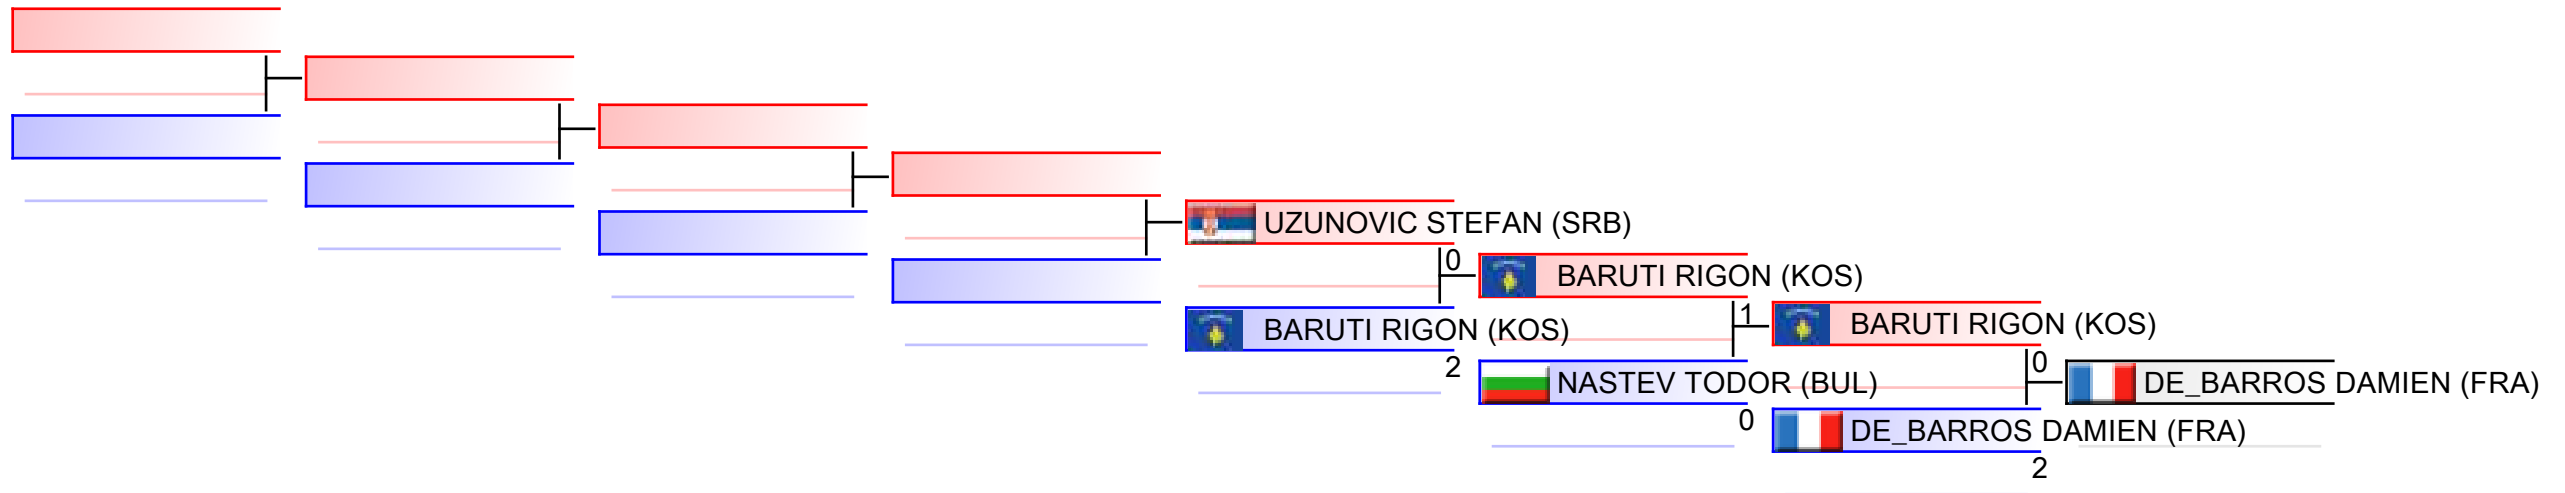 UZUNOVIC STEFAN (SRB)
0
BARUTI RIGON (KOS)
BARUTI RIGON (KOS)
2
1
BARUTI RIGON (KOS)
NASTEV TODOR (BUL)
0
0
DE_BARROS DAMIEN (FRA)
DE_BARROS DAMIEN (FRA)
2